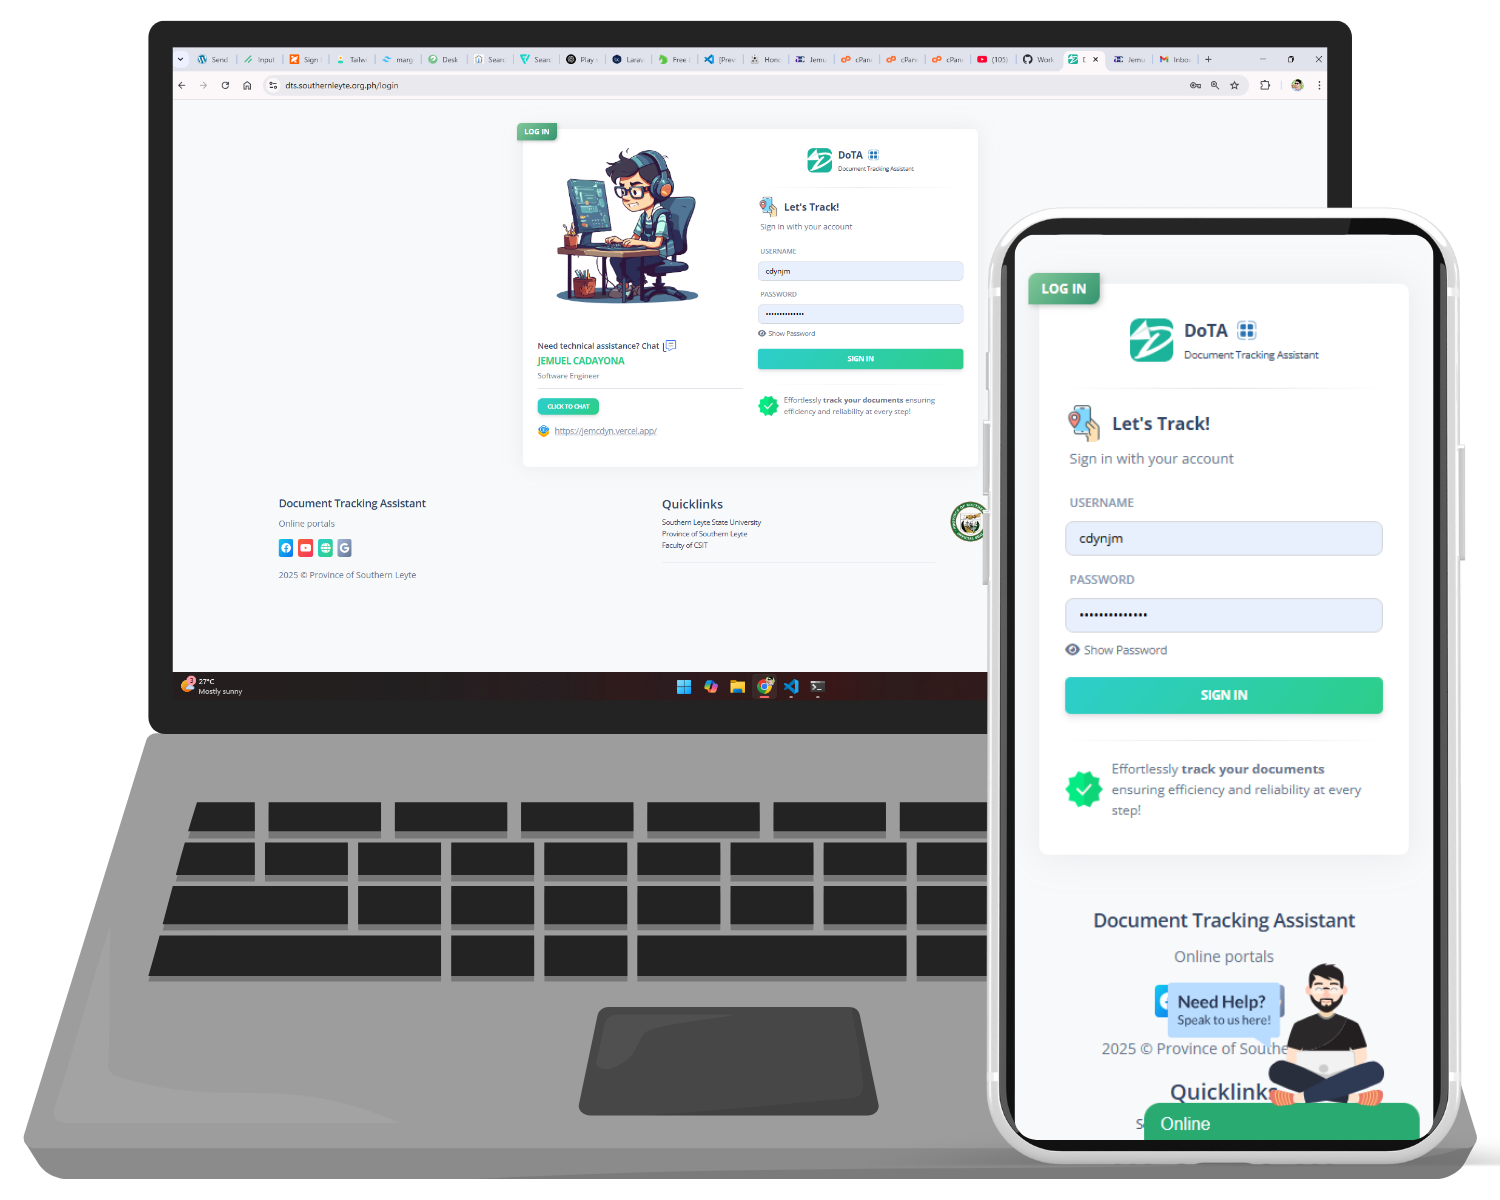 Send
Input
Sign
Tailw
marg
Desk
Searc
Searc
Play
Larav
Free
[Prev
Honc
Jemu
cPan
cPan
cPan
(105)
Work
Jemu
Inbo
dts.southernleyte.org.ph/login
LOG IN
DoTA
Document Tracking Assistant
Let's Track!
Sign in with your account
USERNAME
cdynjm
PASSWORD
••••••••••••••
Show Password
SIGN IN
Effortlessly track your documents ensuring
efficiency and reliability at every step!
Need technical assistance? Chat
JEMUEL CADAYONA
Software Engineer
CLICK TO CHAT
https://jemcdyn.vercel.app/
Document Tracking Assistant
Online portals
2025 © Province of Southern Leyte
Quicklinks
Southern Leyte State University
Province of Southern Leyte
Faculty of CSIT
3
27°C
Mostly sunny
LOG IN
DoTA
Document Tracking Assistant
Let's Track!
Sign in with your account
USERNAME
cdynjm
PASSWORD
••••••••••••••
Show Password
SIGN IN
Effortlessly track your documents
ensuring efficiency and reliability at every
step!
Document Tracking Assistant
Online portals
Need Help?
Speak to us here!
2025 © Province of Southe
Quicklinks
Online